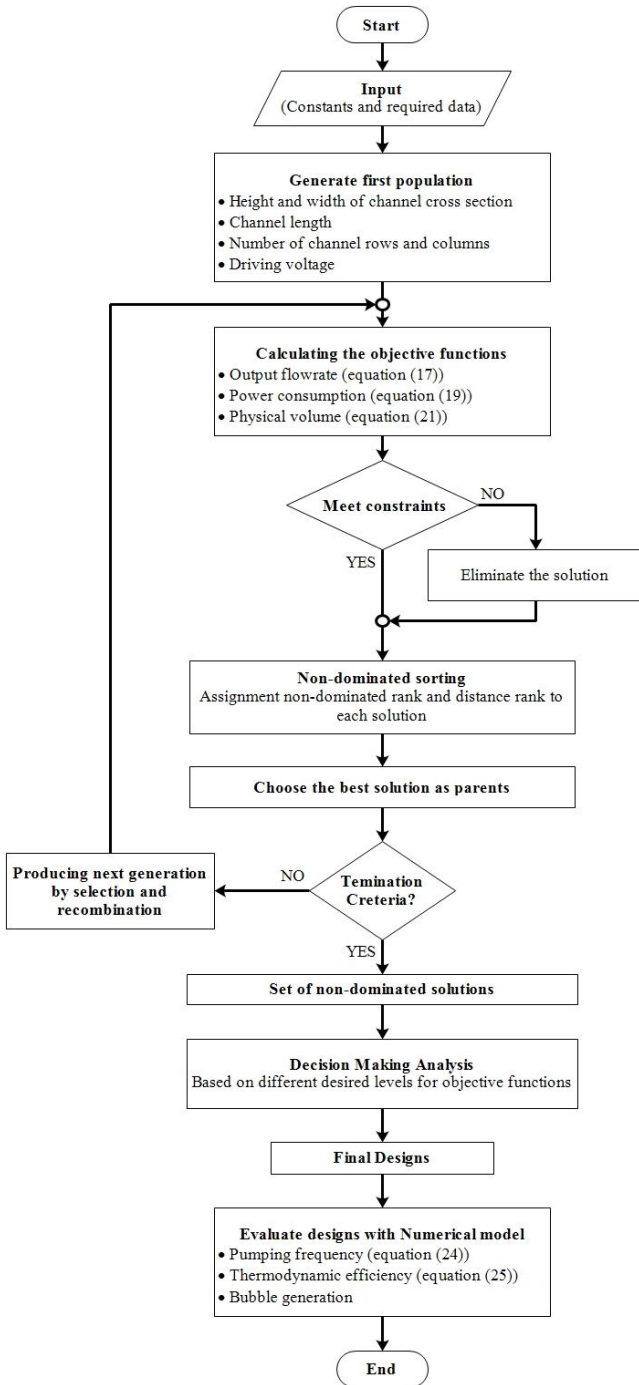 Start
Input
(Constants and required data)
Generate first population
• Height and width of channel cross section
• Channel length
• Number of channel rows and columns
• Driving voltage
Calculating the objective functions
• Output flowrate (equation (17))
• Power consumption (equation (19))
• Physical volume (equation (21))
Meet constraints
NO
YES
Eliminate the solution
Non-dominated sorting
Assignment non-dominated rank and distance rank to
each solution
Choose the best solution as parents
Producing next generation
by selection and
recombination
NO
Temination
Creteria?
YES
Set of non-dominated solutions
Decision Making Analysis
Based on different desired levels for objective functions
Final Designs
Evaluate designs with Numerical model
• Pumping frequency (equation (24))
• Thermodynamic efficiency (equation (25))
• Bubble generation
End